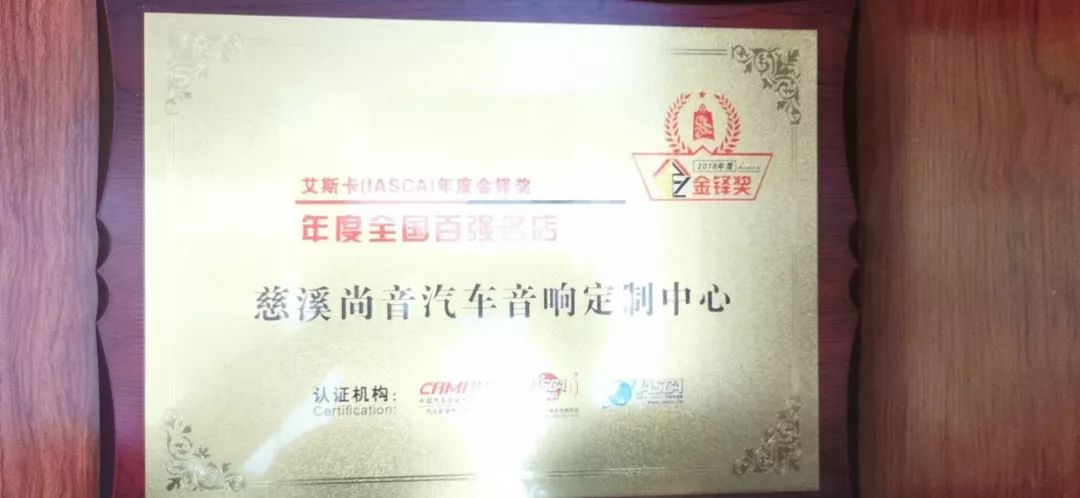 2018年度
金铎奖
艾斯卡(IASCA)年度金铎奖
年度全国百强名店
慈溪尚音汽车音响定制中心
认证机构：
Certification:
IASCA